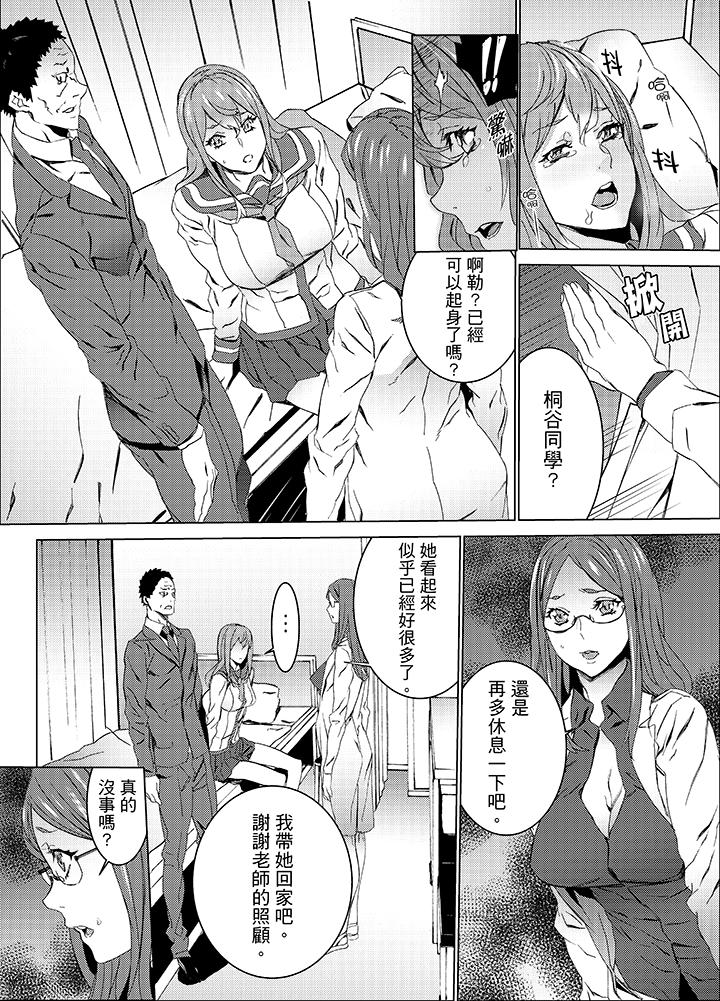 抖
哈啊
抖
哈啊
!!
驚嚇
掀開
桐谷同學？
啊勒？已經
可以起身了嗎？
還是
再多休息一下吧。
她看起來
似乎已經好很多了。
…
我帶她回家吧。
謝謝老師的照顧。
真的
沒事嗎？